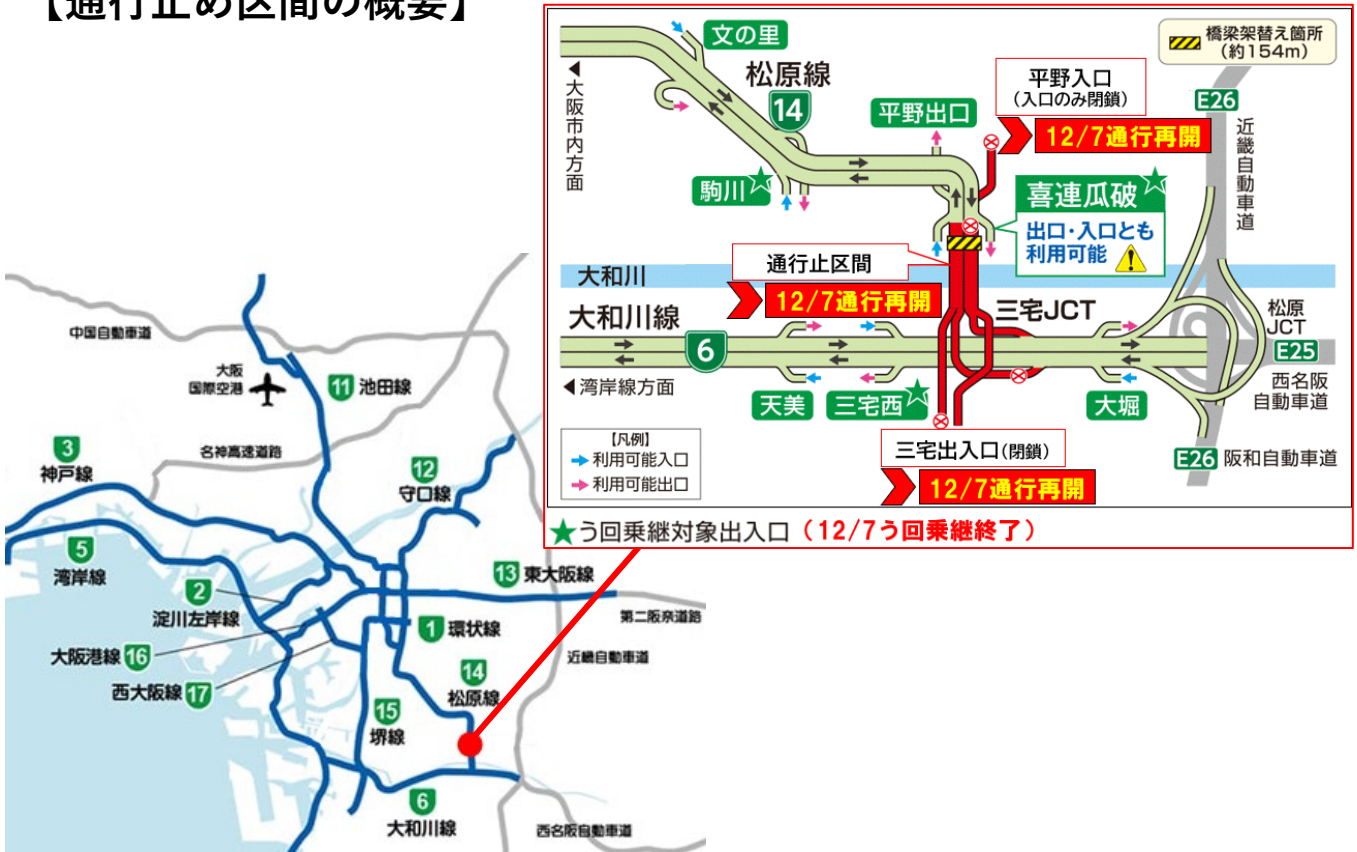 【通行止め区間の概要】
橋梁架替え箇所
(約154m)
文の里
松原線
14
平野入口
(入口のみ閉鎖)
12/7通行再開
E26
近畿自動車道
◀大阪市内方面
平野出口
駒川
喜連瓜破
出口・入口とも
利用可能
通行止区間
12/7通行再開
大和川
大和川線
6
三宅JCT
松原
JCT
E25
西名阪
自動車道
◀湾岸線方面
天美
三宅西
大堀
【凡例】
利用可能入口
利用可能出口
三宅出入口(閉鎖)
12/7通行再開
E26 阪和自動車道
★う回乗継対象出入口(12/7う回乗継終了)
中国自動車道
大阪
国際空港
11 池田線
名神高速道路
3
神戸線
12
守口線
5
湾岸線
2
淀川左岸線
13 東大阪線
第二阪奈道路
1 環状線
大阪港線 16
近畿自動車道
14
松原線
西大阪線 17
15
堺線
6
大和川線
西名阪自動車道